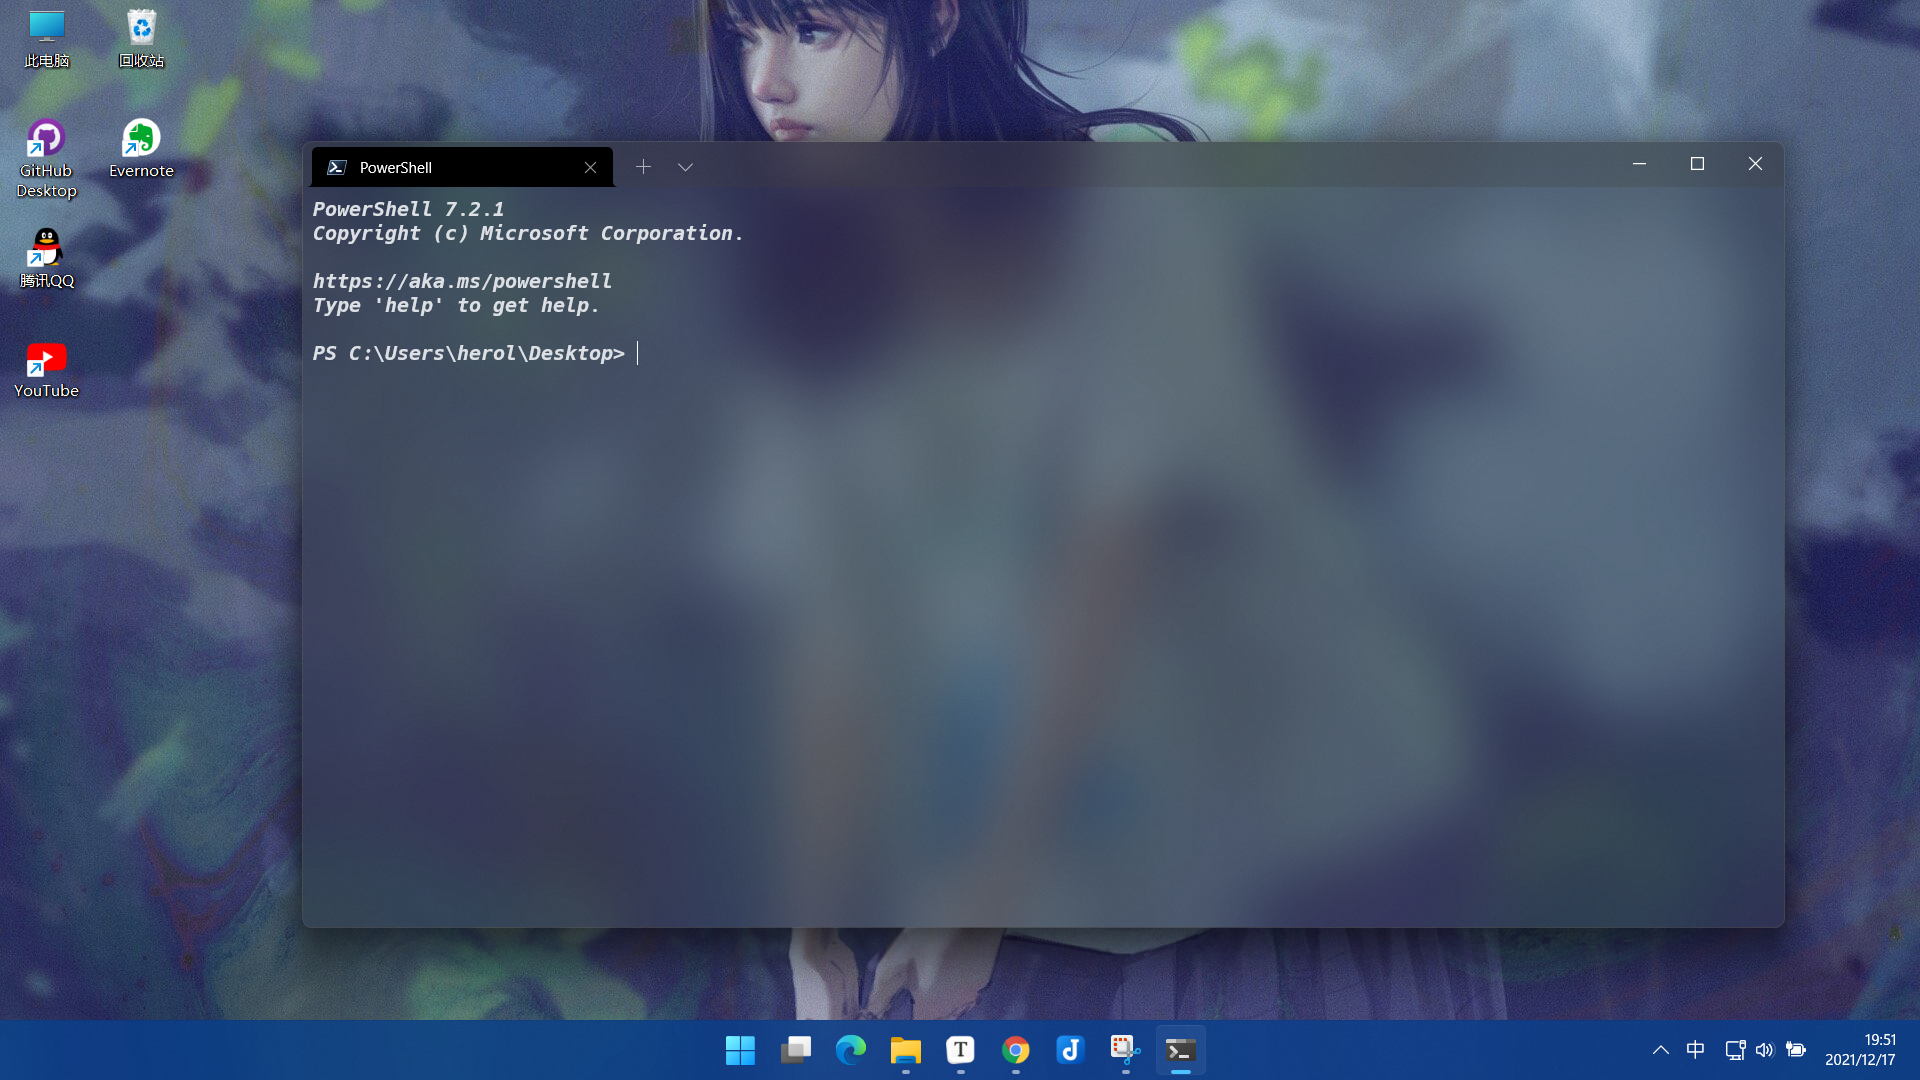 此电脑
回收站
GitHub
Desktop
Evernote
腾讯QQ
YouTube
PowerShell
PowerShell 7.2.1
Copyright (c) Microsoft Corporation.
https://aka.ms/powershell
Type 'help' to get help.
PS C:\Users\herol\Desktop>
T
中
19:51
2021/12/17